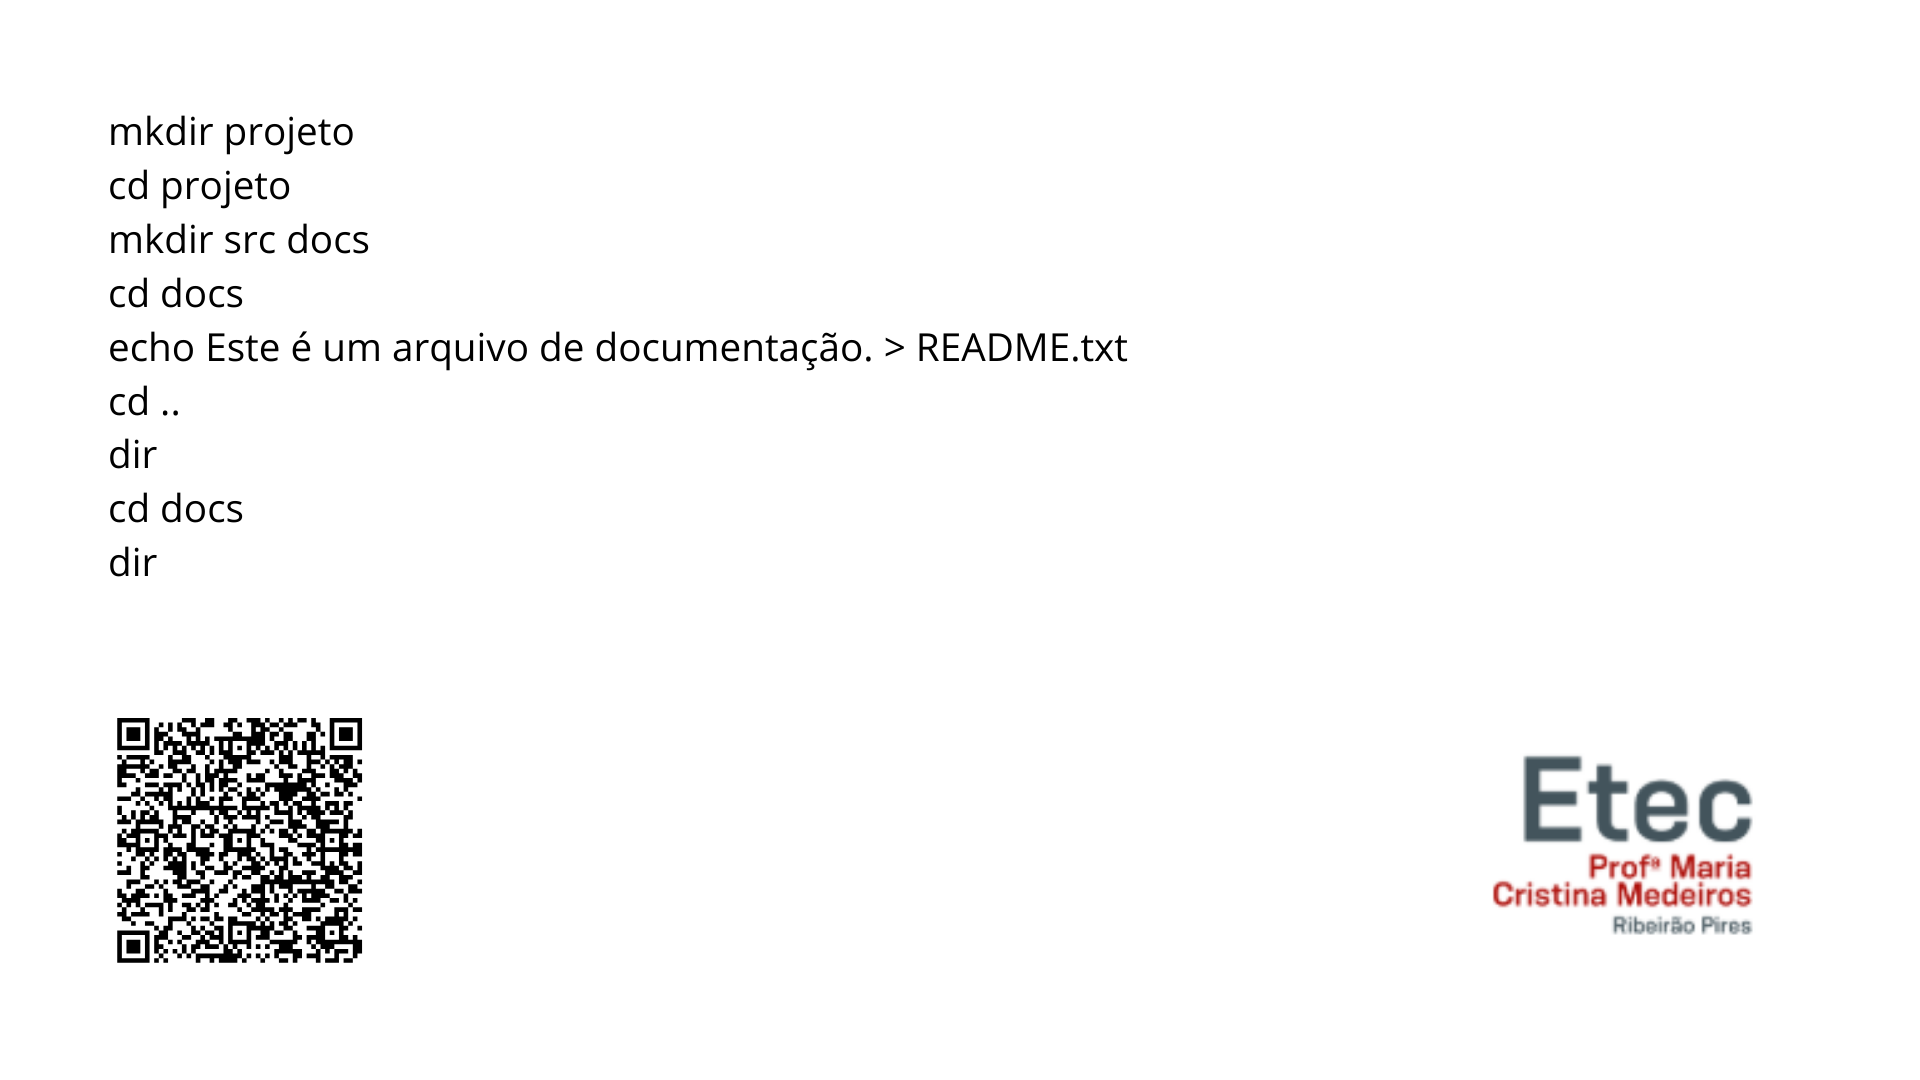 mkdir projeto
cd projeto
mkdir src docs
cd docs
echo Este é um arquivo de documentação. > README.txt
cd ..
dir
cd docs
dir
Etec
Profª Maria
Cristina Medeiros
Ribeirão Pires